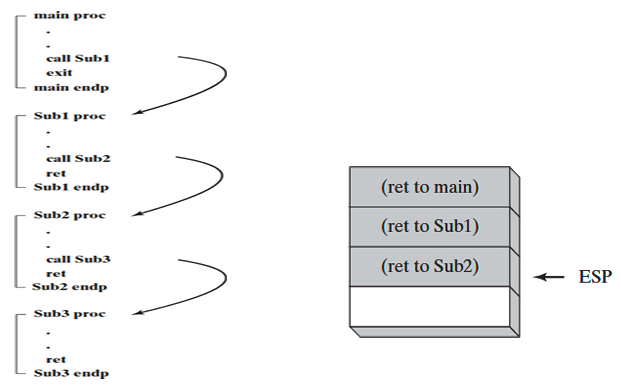 main proc
.
.
call Sub1
exit
main endp
Sub1 proc
.
.
call Sub2
ret
Sub1 endp
Sub2 proc
.
.
call Sub3
ret
Sub2 endp
Sub3 proc
.
.
ret
Sub3 endp
(ret to main)
(ret to Sub1)
(ret to Sub2)
ESP